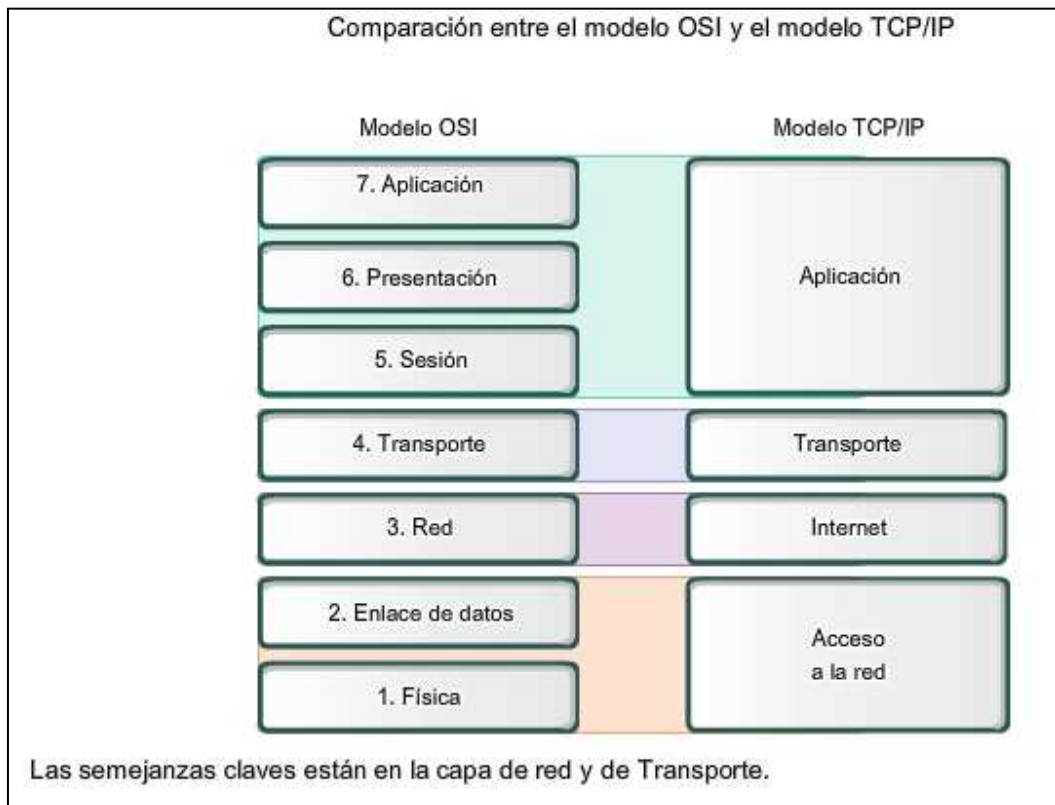 Comparación entre el modelo OSI y el modelo TCP/IP
Modelo OSI
Modelo TCP/IP
7. Aplicación
6. Presentación
5. Sesión
Aplicación
4. Transporte
Transporte
3. Red
Internet
2. Enlace de datos
1. Física
Acceso
a la red
Las semejanzas claves están en la capa de red y de Transporte.